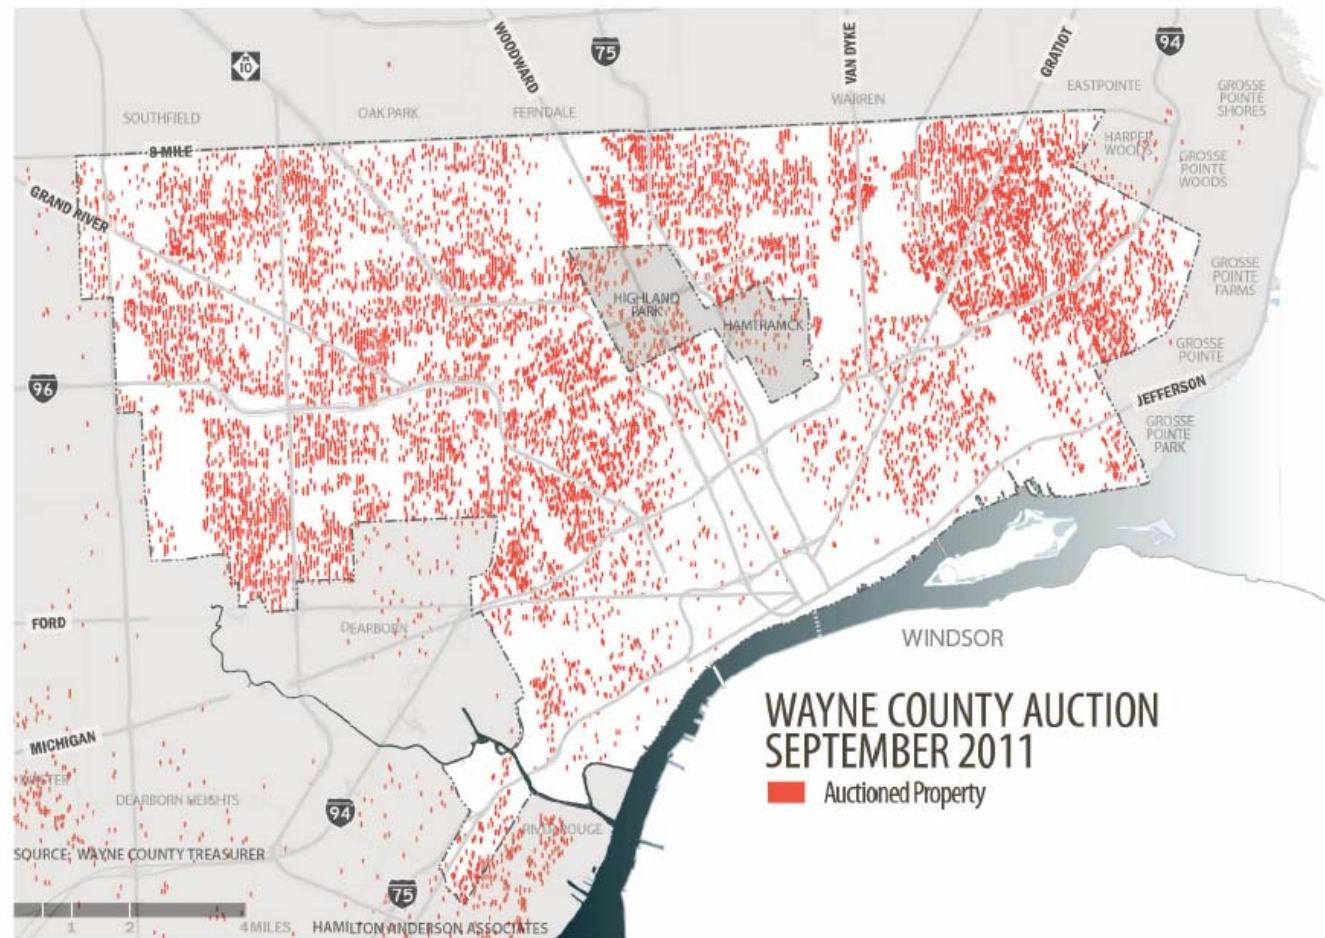 WOODWARD
75
VAN DYKE
GRATIOT
94
M
10
EASTPOINTE
GROSSE
POINTE
SHORES
SOUTHFIELD
OAK PARK
FERNDALE
WARREN
8 MILE
HARPER
WOODS
GROSSE
POINTE
WOODS
GRAND RIVER
GROSSE
POINTE
FARMS
HIGHLAND
PARK
HAMTRAMCK
GROSSE
POINTE
96
JEFFERSON
GROSSE
POINTE
PARK
FORD
DEARBORN
WINDSOR
WAYNE COUNTY AUCTION
SEPTEMBER 2011
Auctioned Property
MICHIGAN
DEARBORN HEIGHTS
94
RIVER ROUGE
SOURCE: WAYNE COUNTY TREASURER
75
1 2 4 MILES
HAMILTON ANDERSON ASSOCIATES